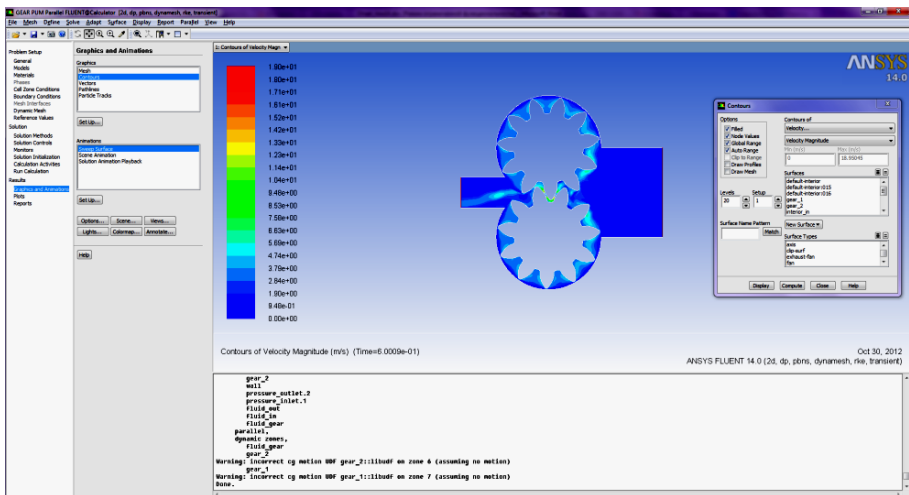 GEAR PUM Parallel FLUENT@Calculator [2d, dp, pbns, dynamesh, rke, transient]
File Mesh Define Solve Adapt Surface Display Report Parallel View Help
Problem Setup
General
Models
Materials
Phases
Cell Zone Conditions
Boundary Conditions
Mesh Interfaces
Dynamic Mesh
Reference Values
Solution
Solution Methods
Solution Controls
Monitors
Solution Initialization
Calculation Activities
Run Calculation
Results
Graphics and Animations
Plots
Reports
Graphics and Animations
Graphics
Mesh
Contours
Vectors
Pathlines
Particle Tracks
Set Up...
Animations
Sweep Surface
Scene Animation
Solution Animation Playback
Set Up...
Options... Scene... Views...
Lights... Colormap... Annotate...
Help
1: Contours of Velocity Magn
1.90e+01
1.80e+01
1.71e+01
1.61e+01
1.52e+01
1.42e+01
1.33e+01
1.23e+01
1.14e+01
1.04e+01
9.48e+00
8.53e+00
7.58e+00
6.63e+00
5.69e+00
4.74e+00
3.79e+00
2.84e+00
1.90e+00
9.48e-01
0.00e+00
ANSYS
14.0
Contours
Options
Filled
Node Values
Global Range
Auto Range
Clip to Range
Draw Profiles
Draw Mesh
Levels Setup
20 1
Surface Name Pattern
Match
Contours of
Velocity...
Velocity Magnitude
Min (m/s) Max (m/s)
0 18.95045
Surfaces
default-interior
default-interior:015
default-interior:016
gear_1
gear_2
interior_in
New Surface
Surface Types
axis
clip-surf
exhaust-fan
fan
Display Compute Close Help
Contours of Velocity Magnitude (m/s) (Time=6.0009e-01)
Oct 30, 2012
ANSYS FLUENT 14.0 (2d, dp, pbns, dynamesh, rke, transient)
gear_2
wall
pressure_outlet.2
pressure_inlet.1
fluid_out
fluid_in
fluid_gear
parallel,
dynamic zones,
fluid_gear
gear_2
Warning: incorrect cg motion UDF gear_2::libudf on zone 6 (assuming no motion)
gear_1
Warning: incorrect cg motion UDF gear_1::libudf on zone 7 (assuming no motion)
Done.